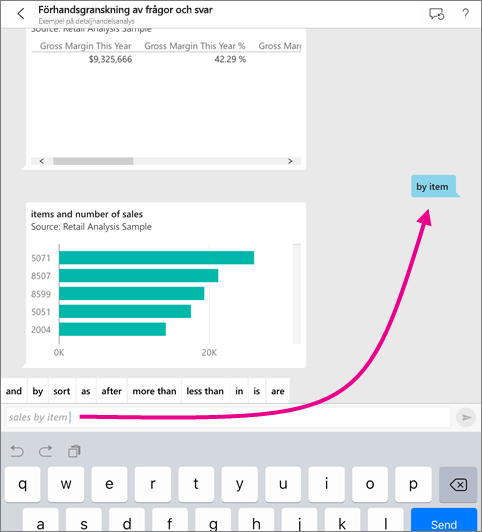 Förhandsgranskning av frågor och svar
Exempel på detaljhandelsanalys
?
Source: Retail Analysis Sample
Gross Margin This Year Gross Margin This Year % Gross Mar
$9,325,666 42.29 %
by item
items and number of sales
Source: Retail Analysis Sample
5071
8507
8599
5051
2004
0K 20K
and by sort as after more than less than in is are
sales by item
q w e r t y u i o p
a s d f g h j k l Send